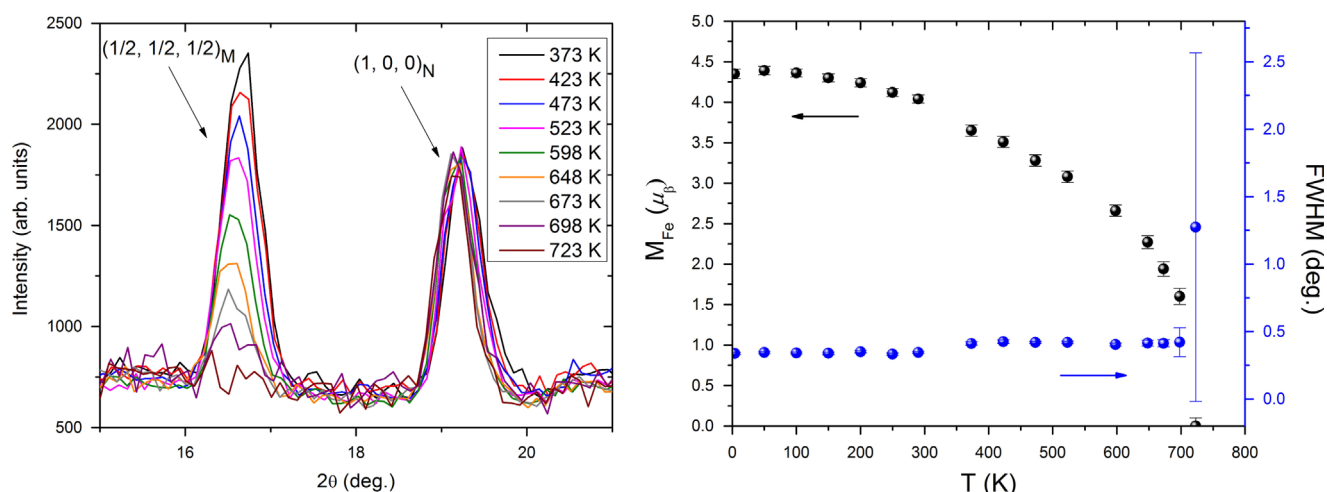 2500
2000
1500
1000
500
Intensity (arb. units)
16
18
20
2θ (deg.)
(1/2, 1/2, 1/2)M
(1, 0, 0)N
373 K
423 K
473 K
523 K
598 K
648 K
673 K
698 K
723 K
5.0
4.5
4.0
3.5
3.0
2.5
2.0
1.5
1.0
0.5
0.0
MFe (μβ)
0
100
200
300
400
500
600
700
800
T (K)
2.5
2.0
1.5
1.0
0.5
0.0
FWHM (deg.)